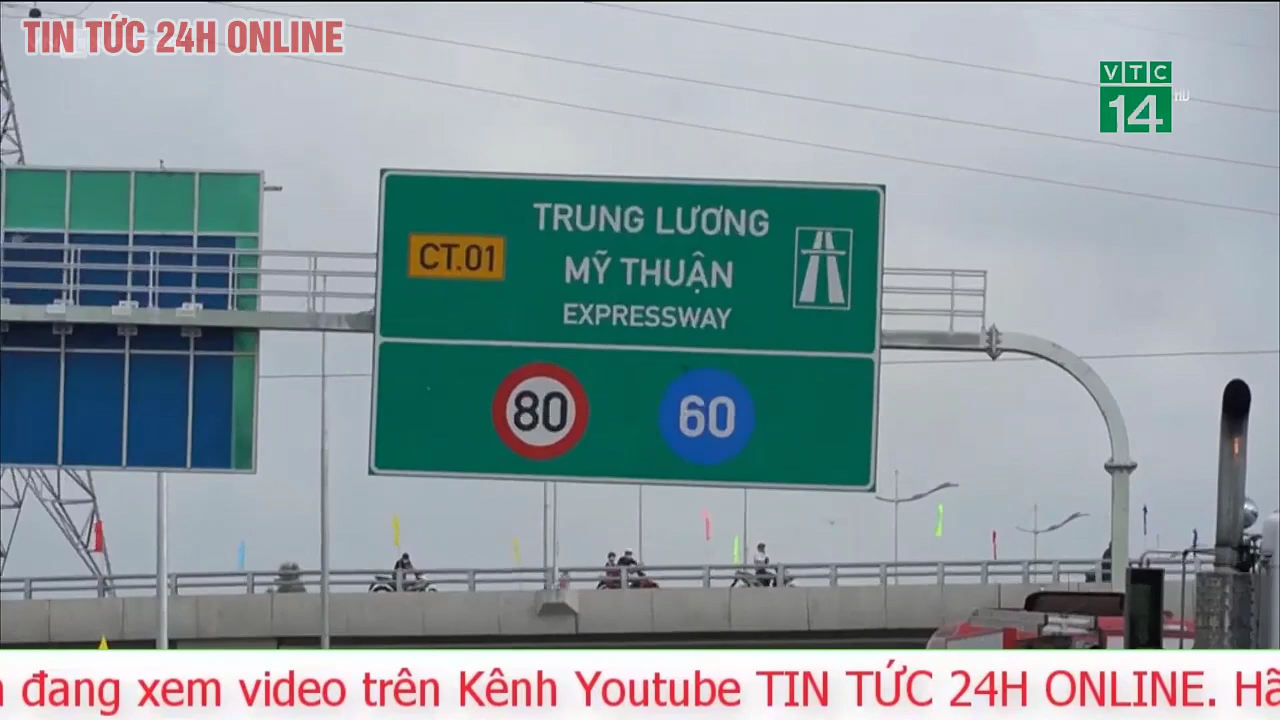 TIN TỨC 24H ONLINE
VTC
14
TRUNG LƯƠNG
CT.01
MỸ THUẬN
EXPRESSWAY
80
60
đang xem video trên Kênh Youtube TIN TỨC 24H ONLINE.